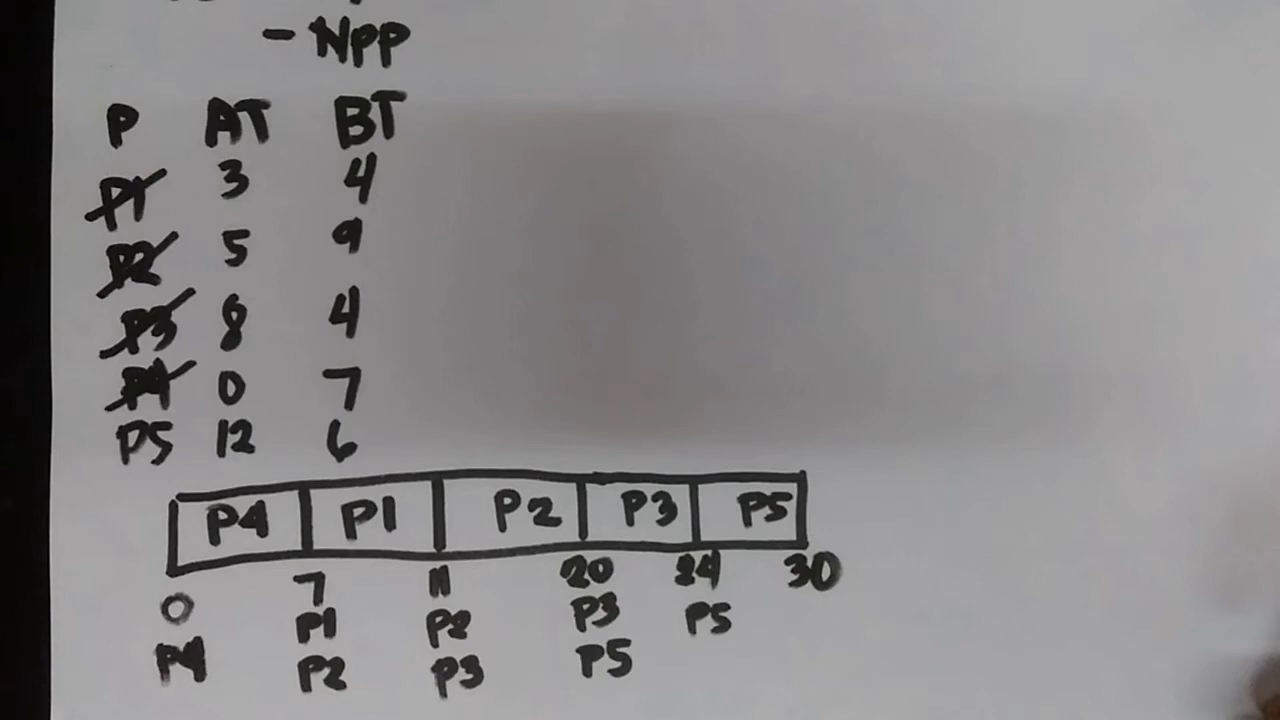 - NPP
P AT BT
P1 3 4
P2 5 9
P3 8 4
P4 0 7
P5 12 6
P4 P1 P2 P3 P5
0 7 11 20 24 30
P4 P1 P2 P3 P5
P2 P3 P5